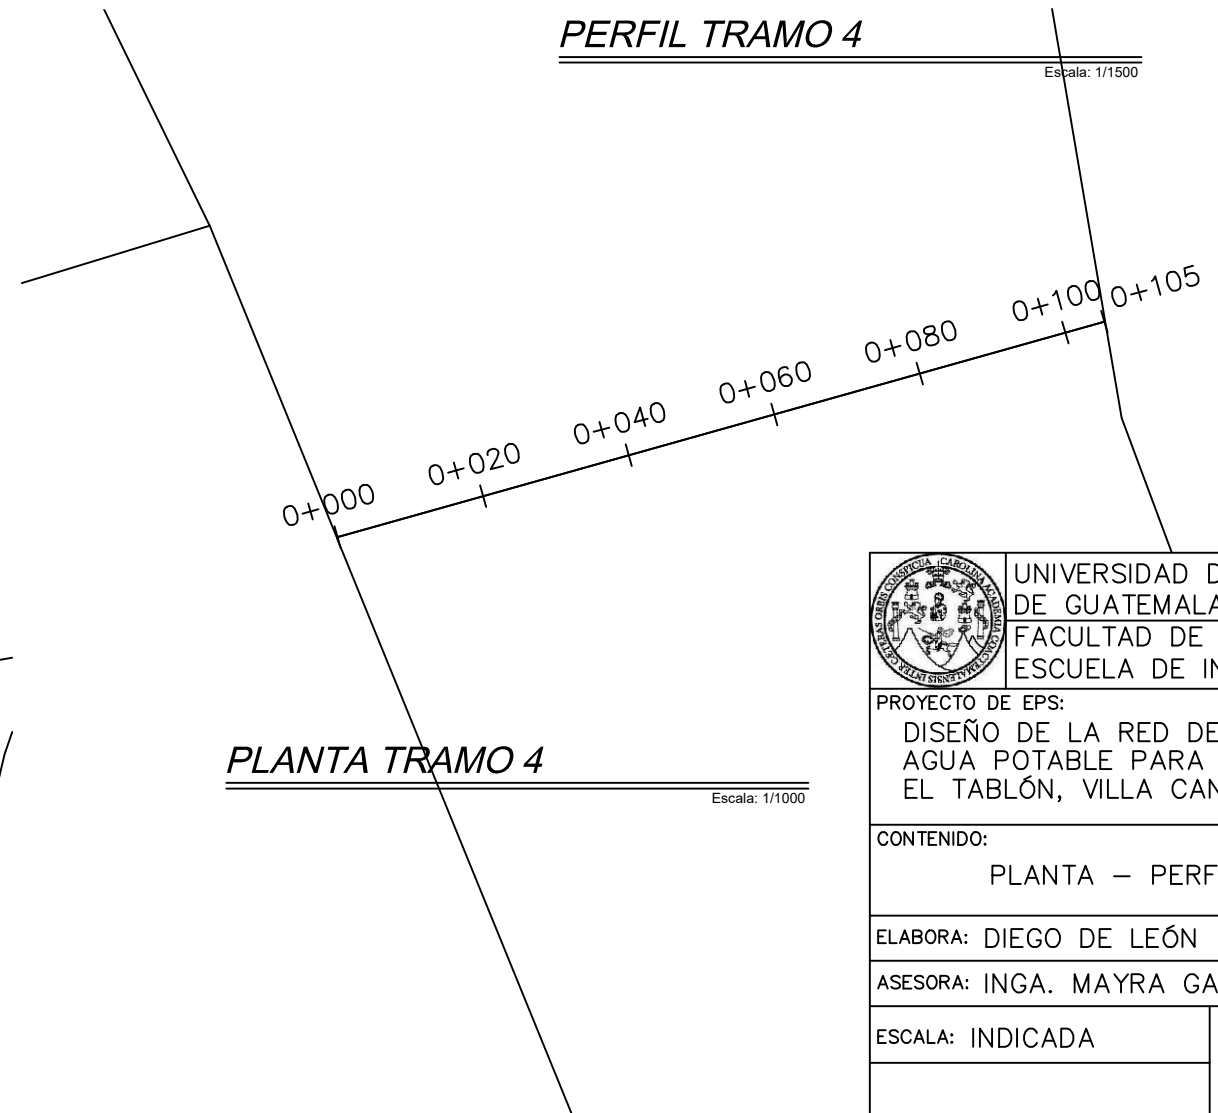 PERFIL TRAMO 4
Escala: 1/1500
0+000
0+020
0+040
0+060
0+080
0+100
0+105
PLANTA TRAMO 4
Escala: 1/1000
UNIVERSIDAD D
DE GUATEMALA
FACULTAD DE
ESCUELA DE IN
PROYECTO DE EPS:
DISEÑO DE LA RED DE
AGUA POTABLE PARA
EL TABLÓN, VILLA CAN
CONTENIDO:
PLANTA – PERF
ELABORA: DIEGO DE LEÓN
ASESORA: INGA. MAYRA GA
ESCALA: INDICADA